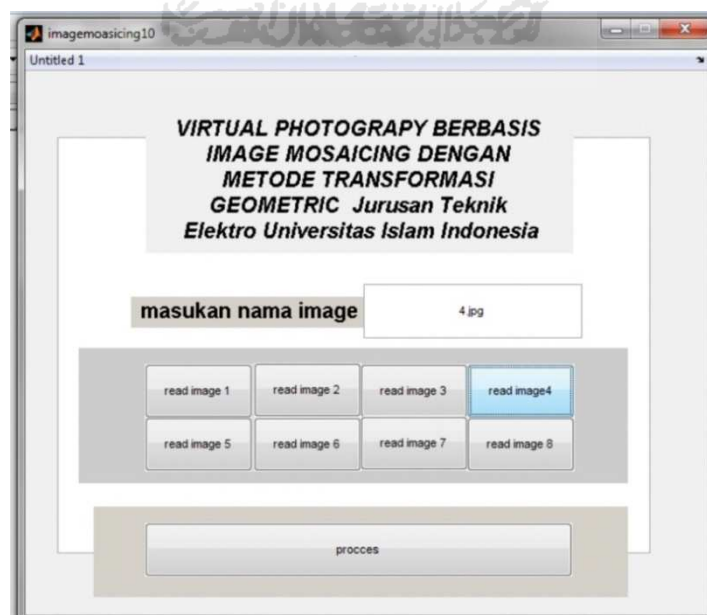 imagemoasicing10
Untitled 1
VIRTUAL PHOTOGRAPY BERBASIS
IMAGE MOSAICING DENGAN
METODE TRANSFORMASI
GEOMETRIC Jurusan Teknik
Elektro Universitas Islam Indonesia
masukan nama image
4.jpg
read image 1
read image 2
read image 3
read image4
read image 5
read image 6
read image 7
read image 8
procces